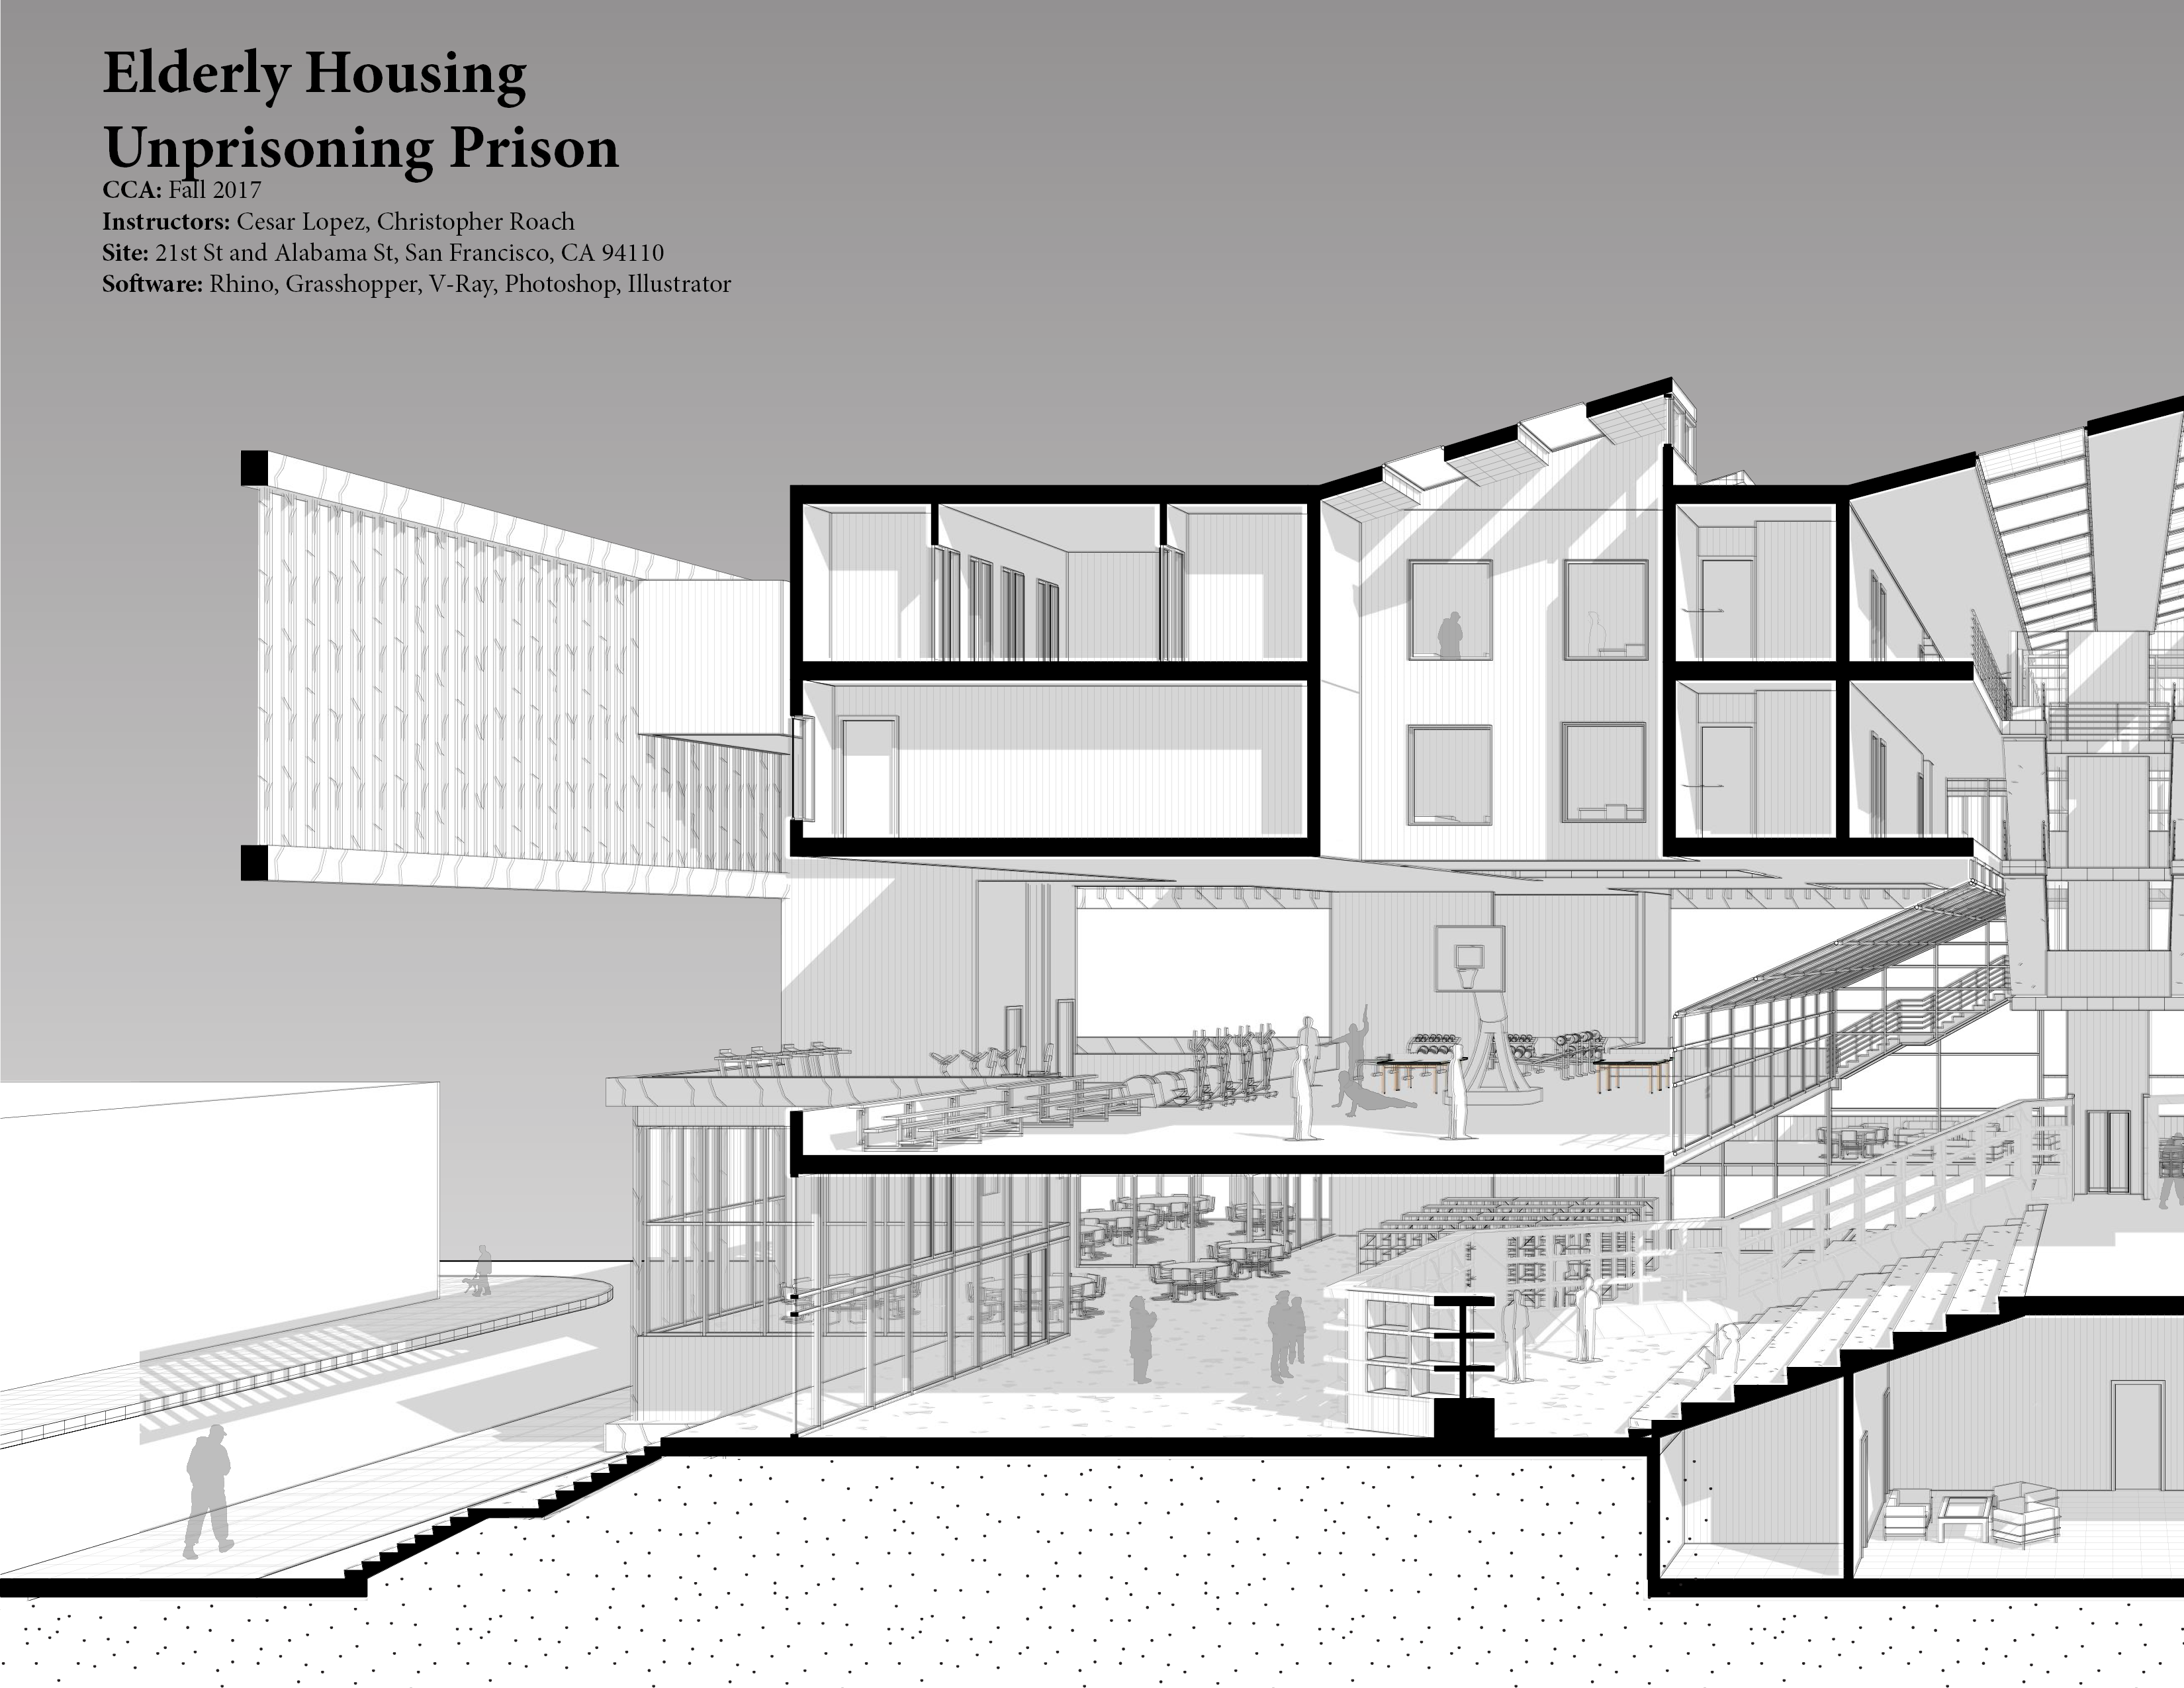 Elderly Housing
Unprisoning Prison
CCA: Fall 2017
Instructors: Cesar Lopez, Christopher Roach
Site: 21st St and Alabama St, San Francisco, CA 94110
Software: Rhino, Grasshopper, V-Ray, Photoshop, Illustrator